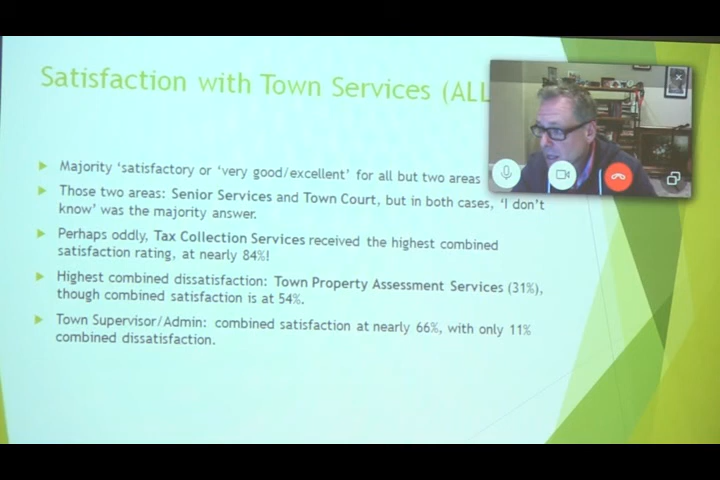 Satisfaction with Town Services (ALL
Majority ‘satisfactory or ‘very good/excellent’ for all but two areas
Those two areas: Senior Services and Town Court, but in both cases, ‘I don’t
know’ was the majority answer.
Perhaps oddly, Tax Collection Services received the highest combined
satisfaction rating, at nearly 84%!
Highest combined dissatisfaction: Town Property Assessment Services (31%),
though combined satisfaction is at 54%.
Town Supervisor/Admin: combined satisfaction at nearly 66%, with only 11%
combined dissatisfaction.